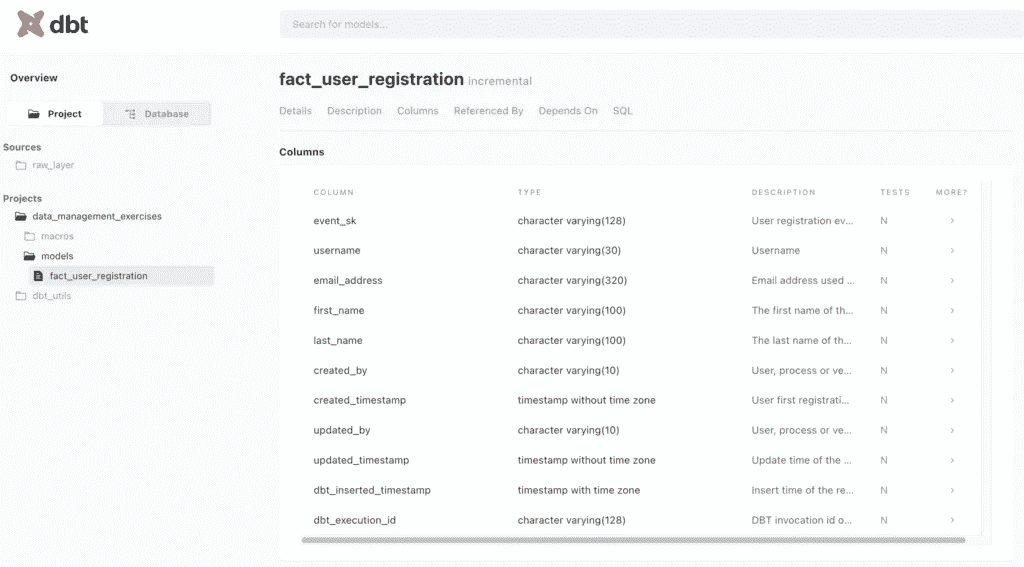 dbt
Search for models...
Overview
Project Database
Sources
raw_layer
Projects
data_management_exercises
macros
models
fact_user_registration
dbt_utils
fact_user_registration incremental
Details Description Columns Referenced By Depends On SQL
Columns
COLUMN TYPE DESCRIPTION TESTS MORE?
event_sk character varying(128) User registration ev... N
username character varying(30) Username N
email_address character varying(320) Email address used ... N
first_name character varying(100) The first name of th... N
last_name character varying(100) The last name of th... N
created_by character varying(10) User, process or ve... N
created_timestamp timestamp without time zone User first registrati... N
updated_by character varying(10) User, process or ve... N
updated_timestamp timestamp without time zone Update time of the ... N
dbt_inserted_timestamp timestamp with time zone Insert time of the re... N
dbt_execution_id character varying(128) DBT invocation id o... N